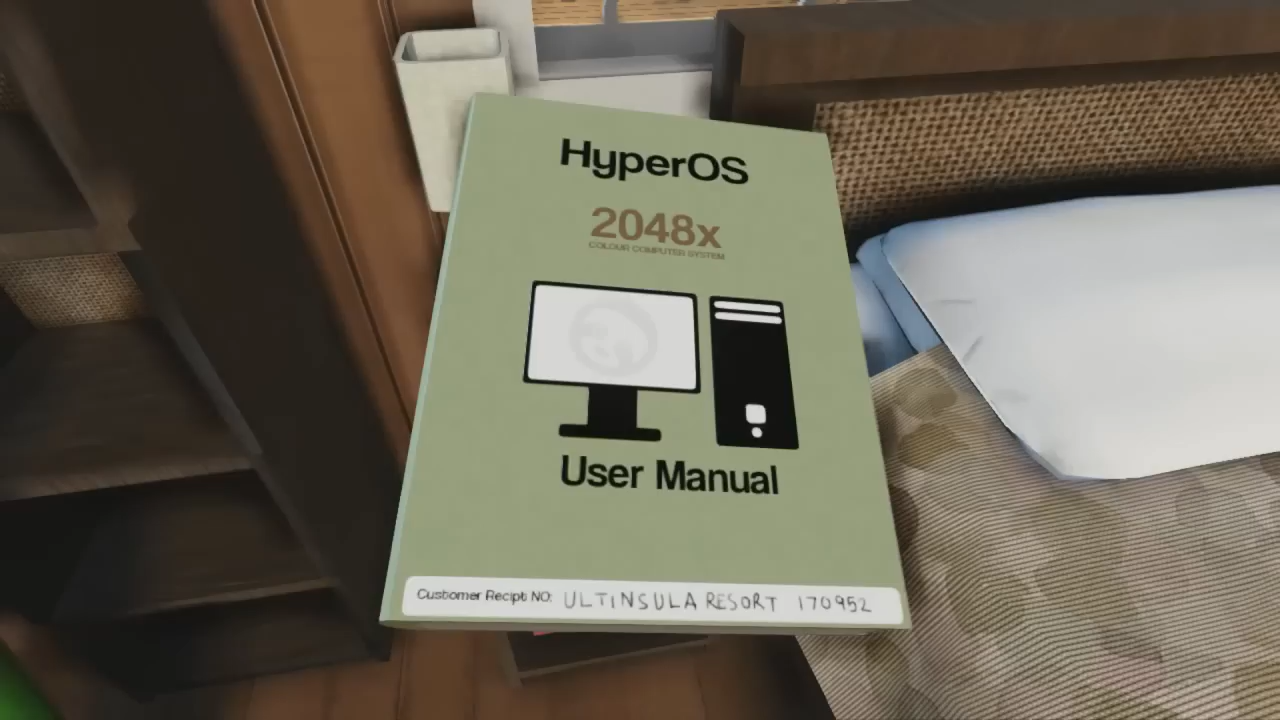 HyperOS
2048x
COLOUR COMPUTER SYSTEM
User Manual
Customer Recipt NO: ULTINSULA RESORT 170952